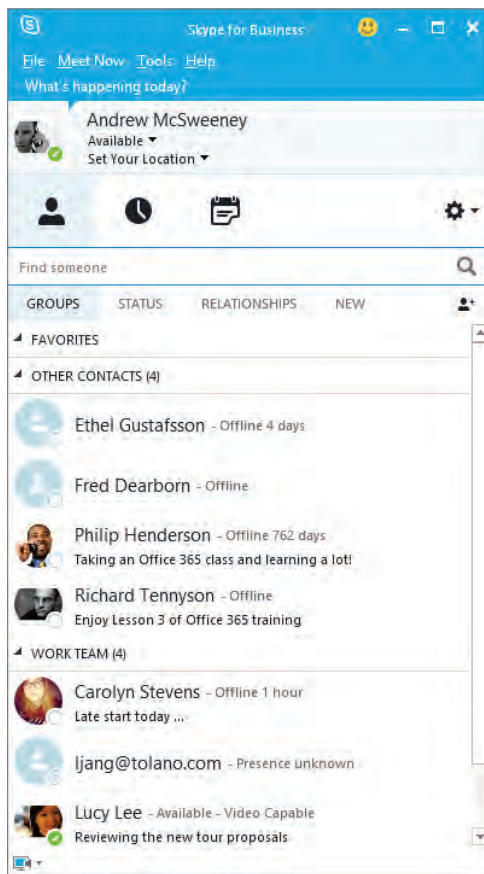 Skype for Business
File Meet Now Tools Help
What's happening today?
Andrew McSweeney
Available
Set Your Location
Find someone
GROUPS STATUS RELATIONSHIPS NEW
FAVORITES
OTHER CONTACTS (4)
Ethel Gustafsson - Offline 4 days
Fred Dearborn - Offline
Philip Henderson - Offline 762 days
Taking an Office 365 class and learning a lot!
Richard Tennyson - Offline
Enjoy Lesson 3 of Office 365 training
WORK TEAM (4)
Carolyn Stevens - Offline 1 hour
Late start today ...
ljang@tolano.com - Presence unknown
Lucy Lee - Available - Video Capable
Reviewing the new tour proposals